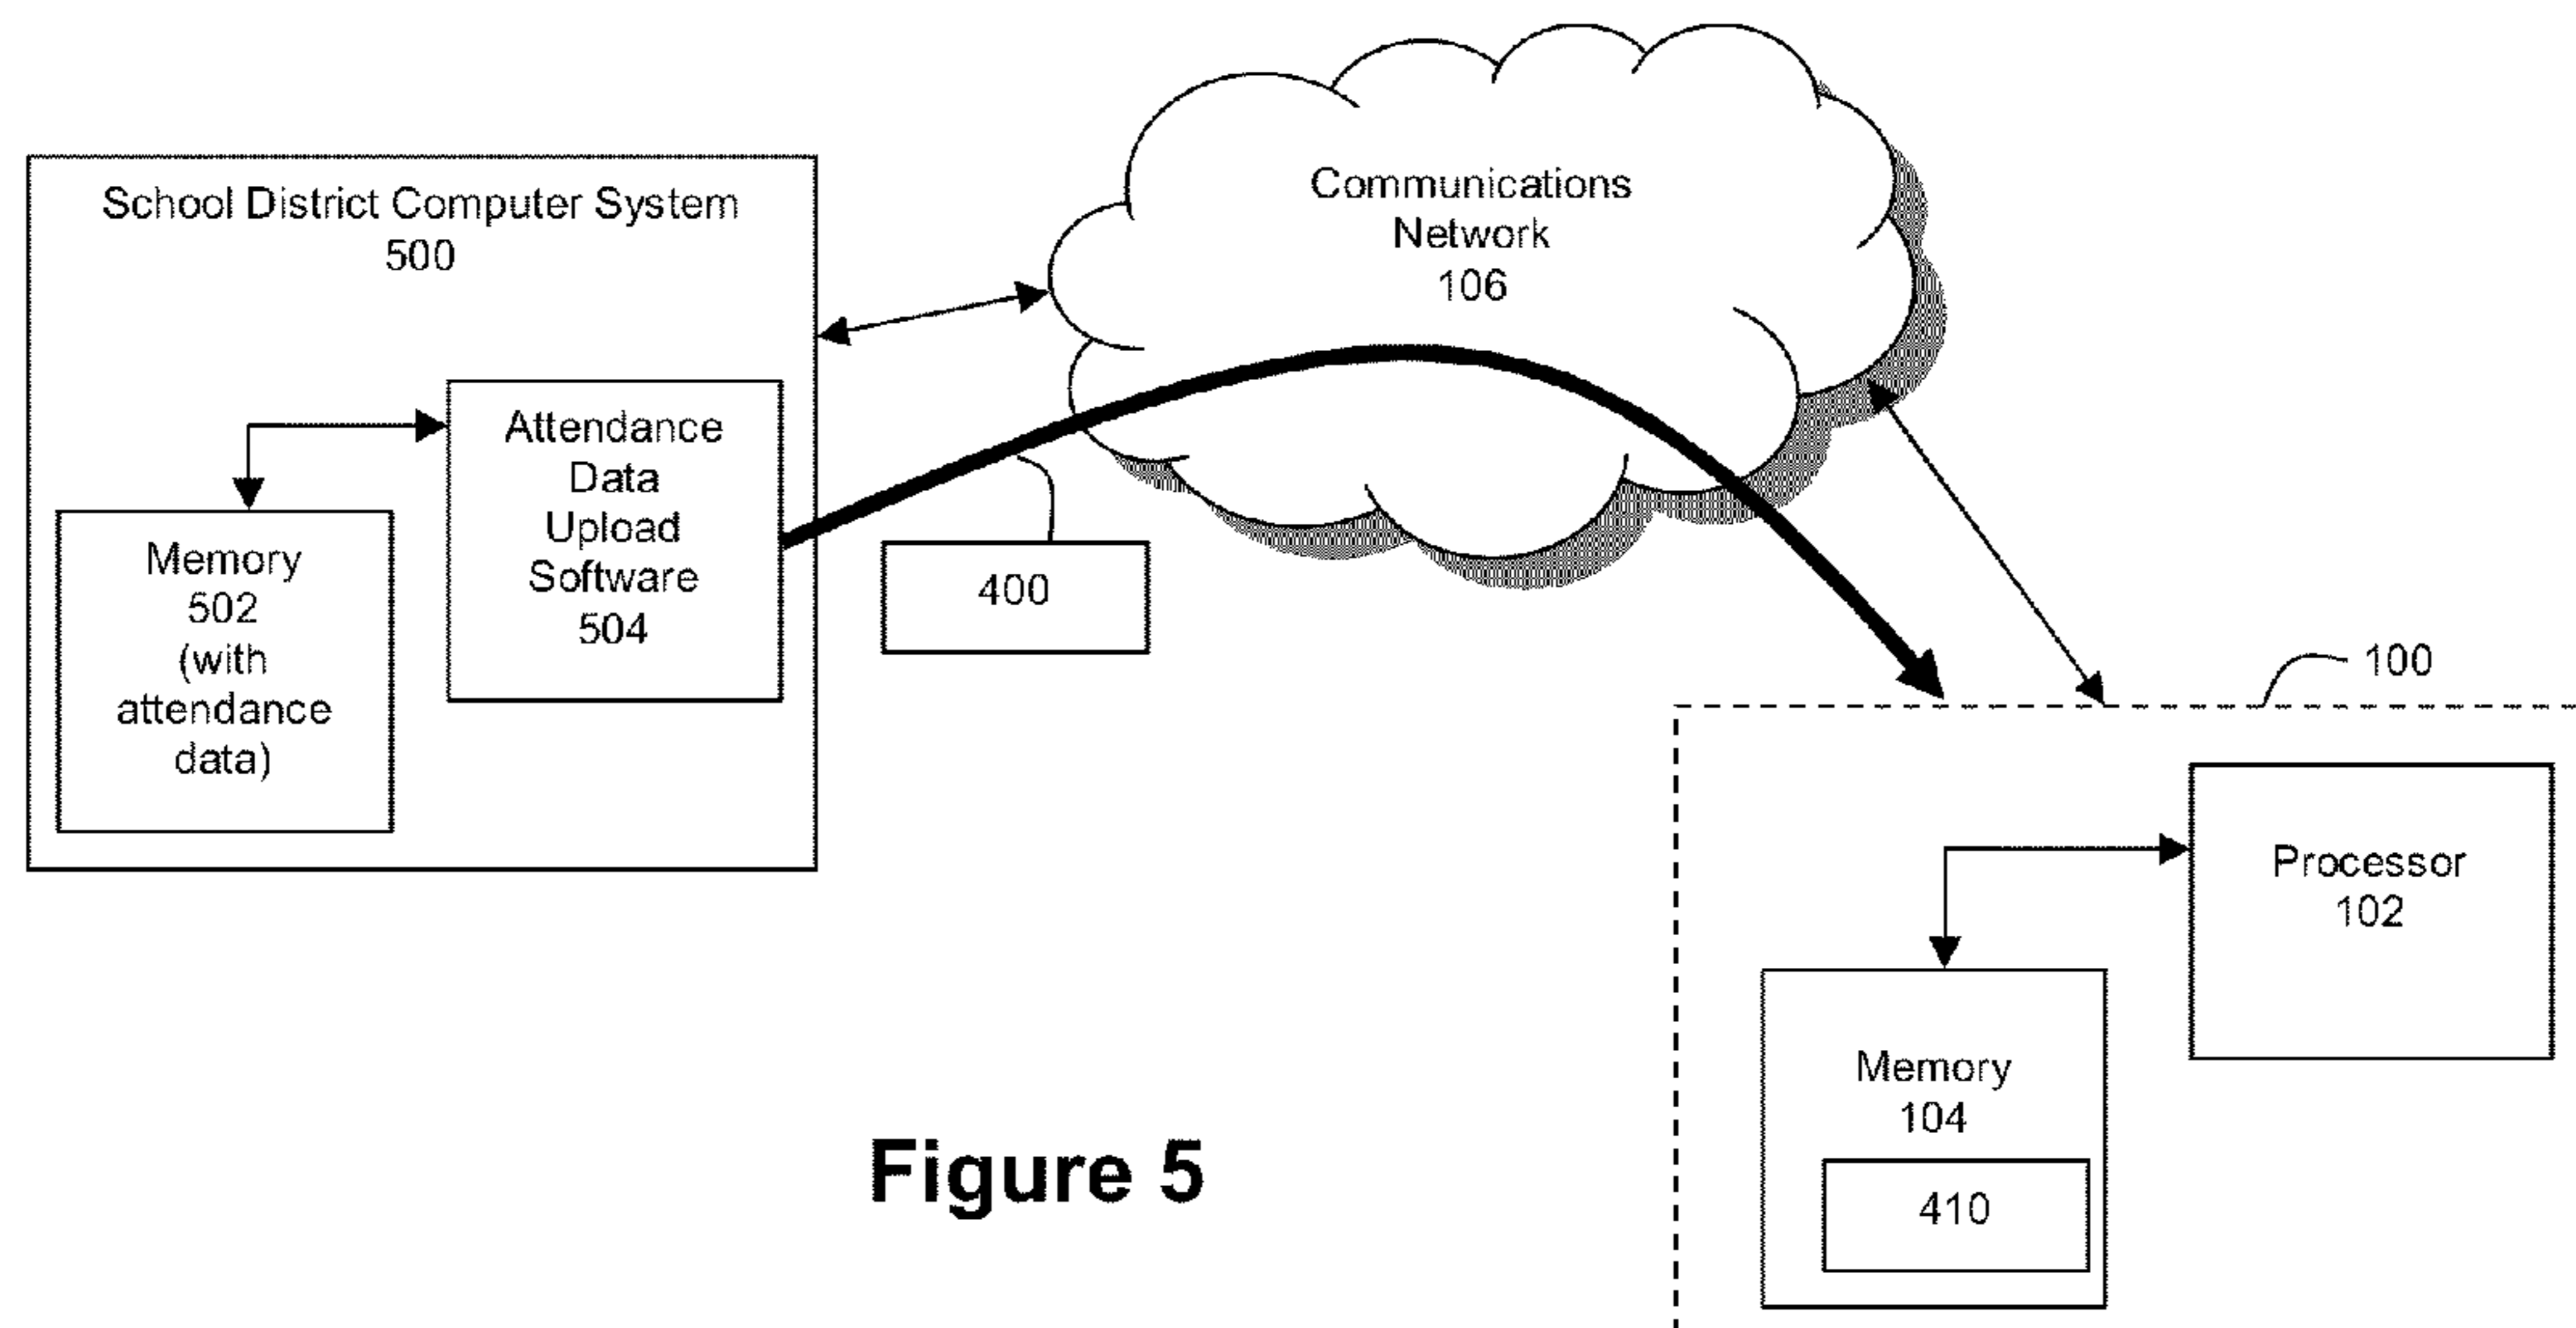 School District Computer System
500
Communications
Network
106
Attendance
Data
Upload
Software
504
Memory
502
(with
attendance
data)
400
100
Processor
102
Memory
104
410
Figure 5